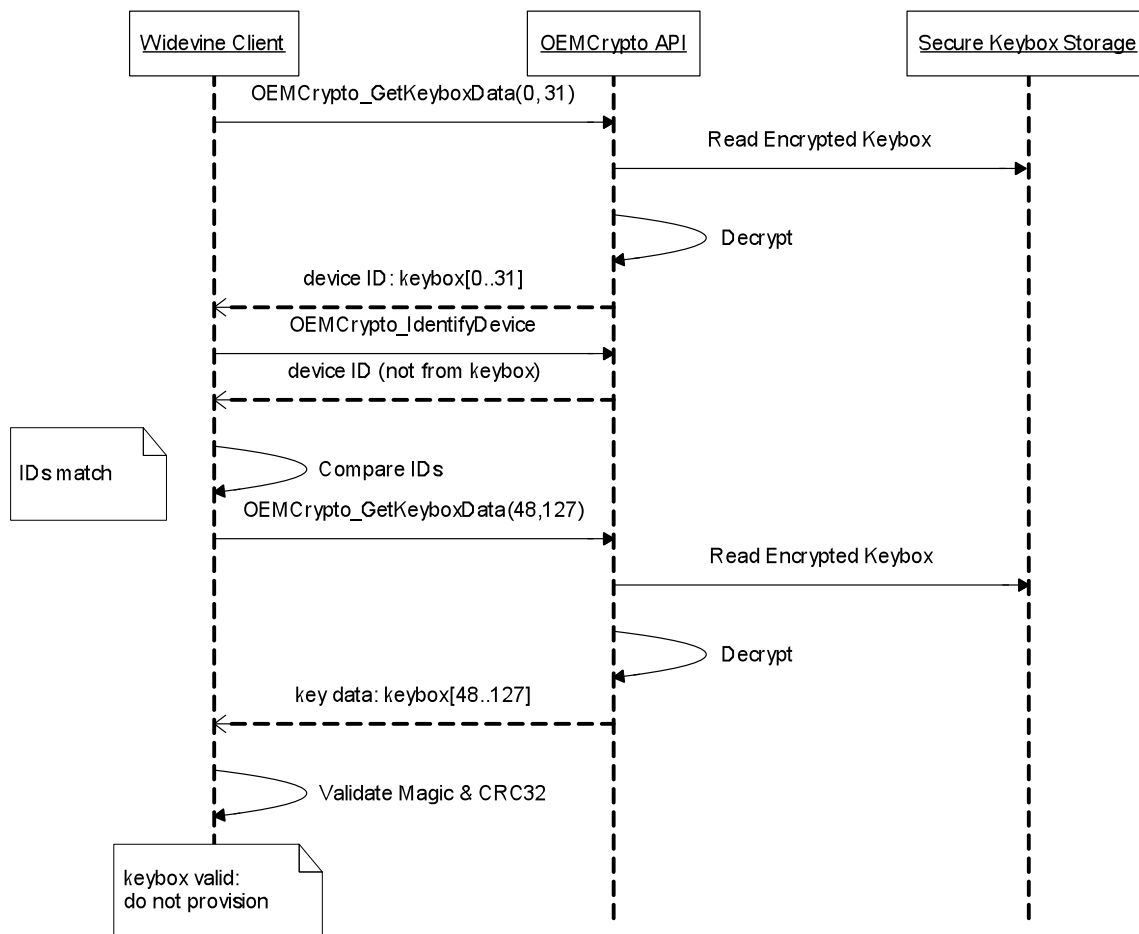 Widevine Client
OEMCrypto API
Secure Keybox Storage
OEMCrypto_GetKeyboxData(0, 31)
Read Encrypted Keybox
Decrypt
device ID: keybox[0..31]
OEMCrypto_IdentifyDevice
device ID (not from keybox)
IDs match
Compare IDs
OEMCrypto_GetKeyboxData(48,127)
Read Encrypted Keybox
Decrypt
key data: keybox[48..127]
Validate Magic & CRC32
keybox valid:
do not provision